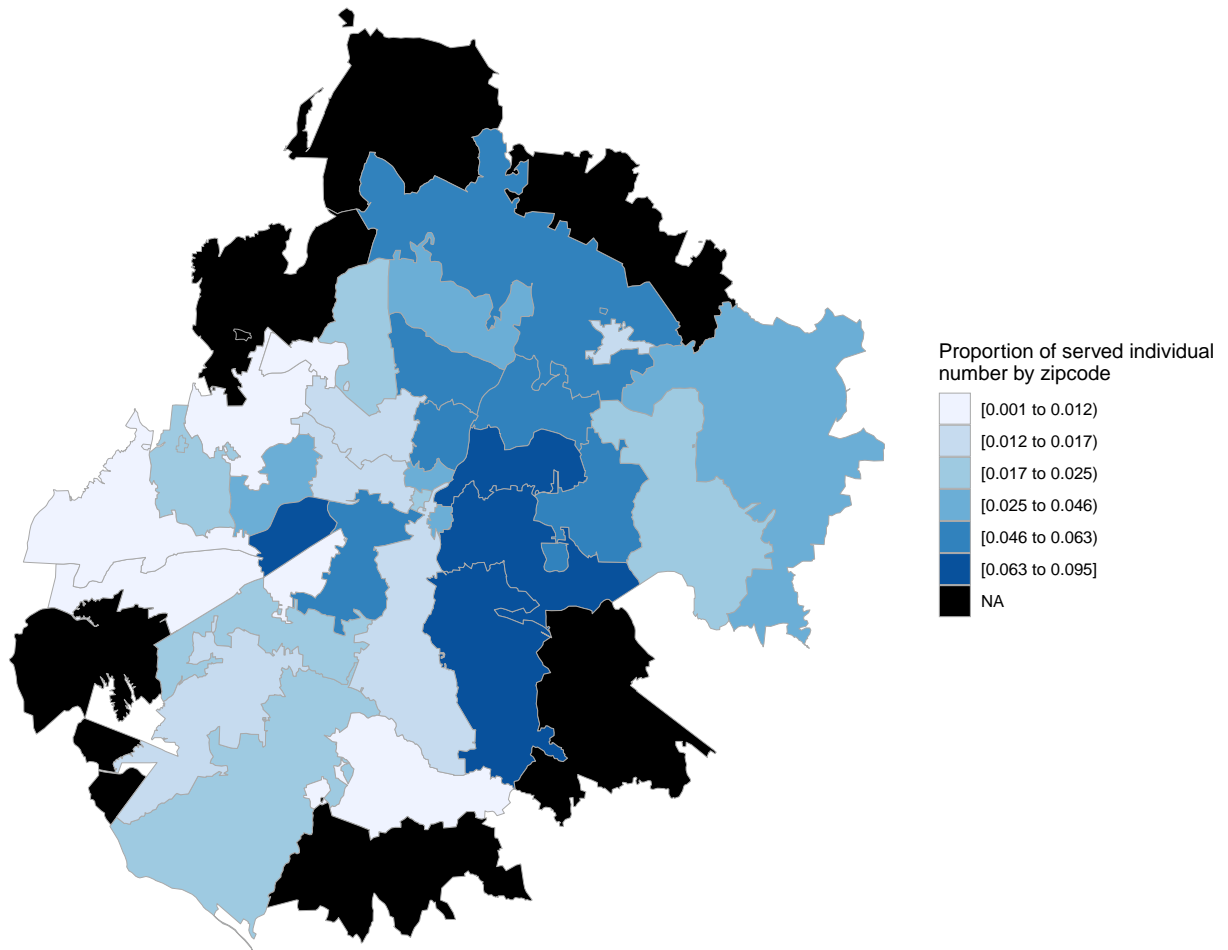 Proportion of served individual
number by zipcode
[0.001 to 0.012)
[0.012 to 0.017)
[0.017 to 0.025)
[0.025 to 0.046)
[0.046 to 0.063)
[0.063 to 0.095]
NA